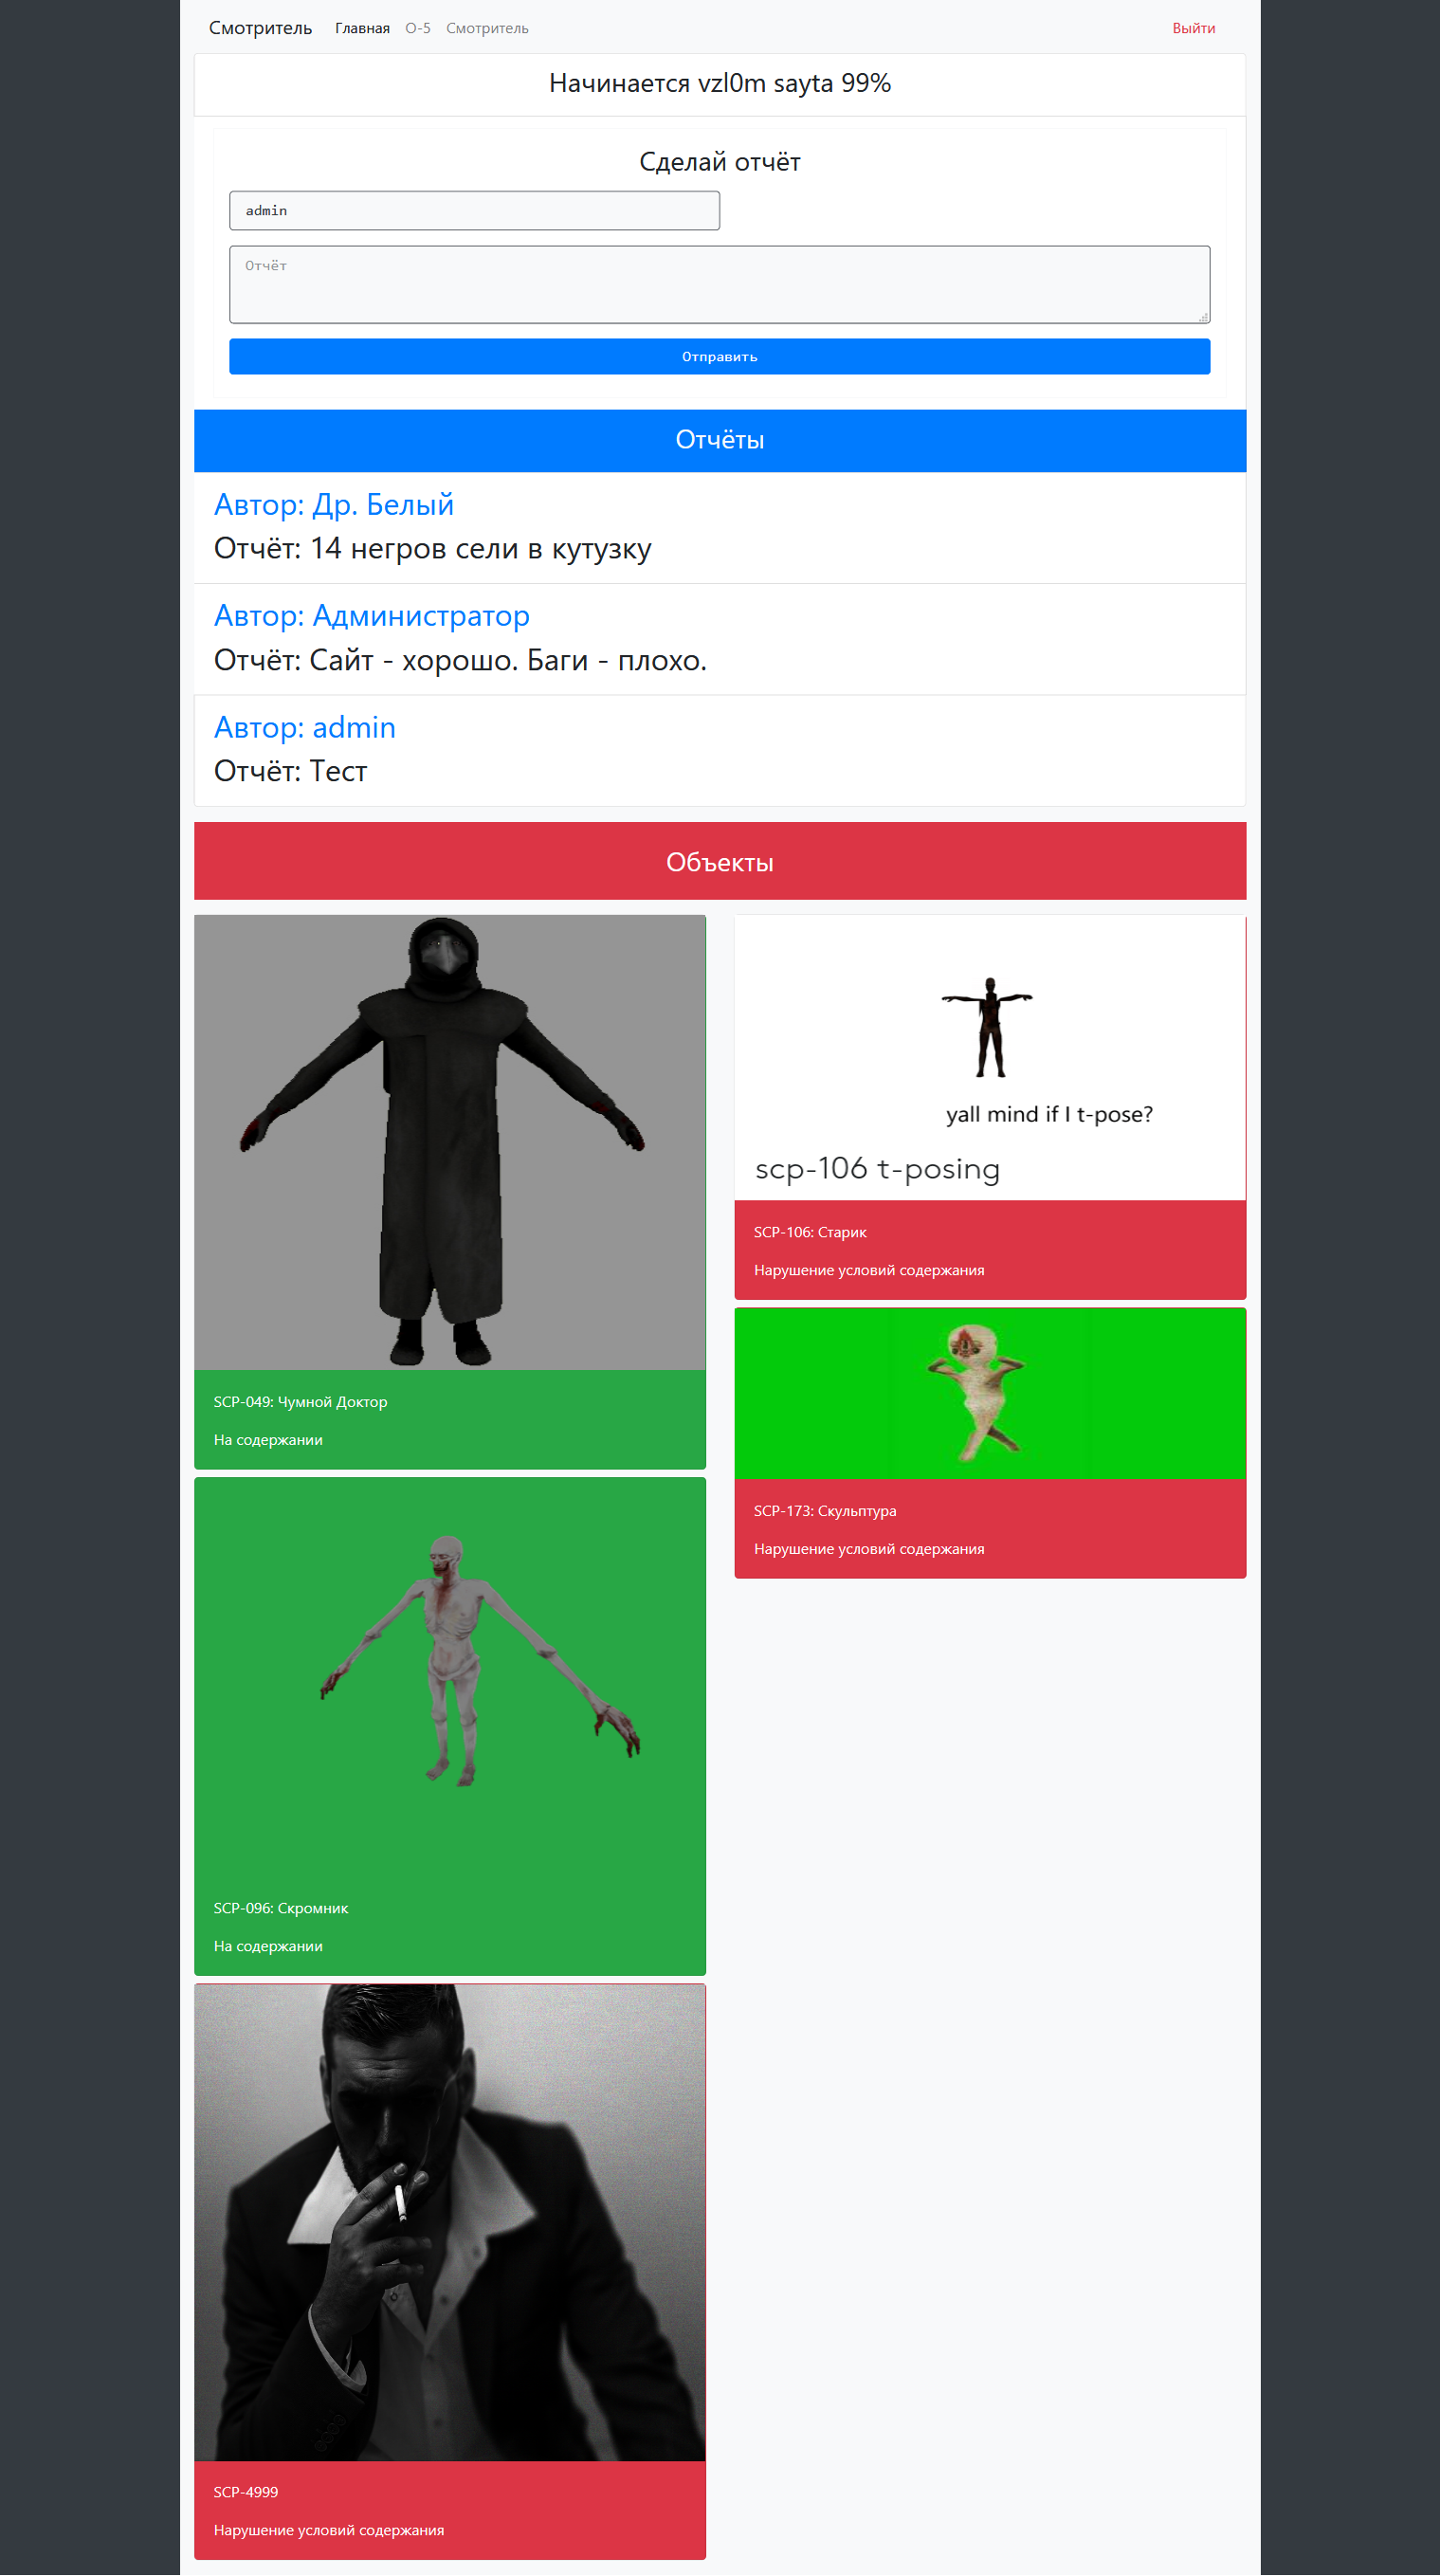 Смотритель Главная О-5 Смотритель Выйти
Начинается vzl0m sayta 99%
Сделай отчёт
admin
Отчёт
Отправить
Отчёты
Автор: Др. Белый
Отчёт: 14 негров сели в кутузку
Автор: Администратор
Отчёт: Сайт - хорошо. Баги - плохо.
Автор: admin
Отчёт: Тест
Объекты
SCP-049: Чумной Доктор
На содержании
SCP-096: Скромник
На содержании
SCP-4999
Нарушение условий содержания
yall mind if I t-pose?
scp-106 t-posing
SCP-106: Старик
Нарушение условий содержания
SCP-173: Скульптура
Нарушение условий содержания